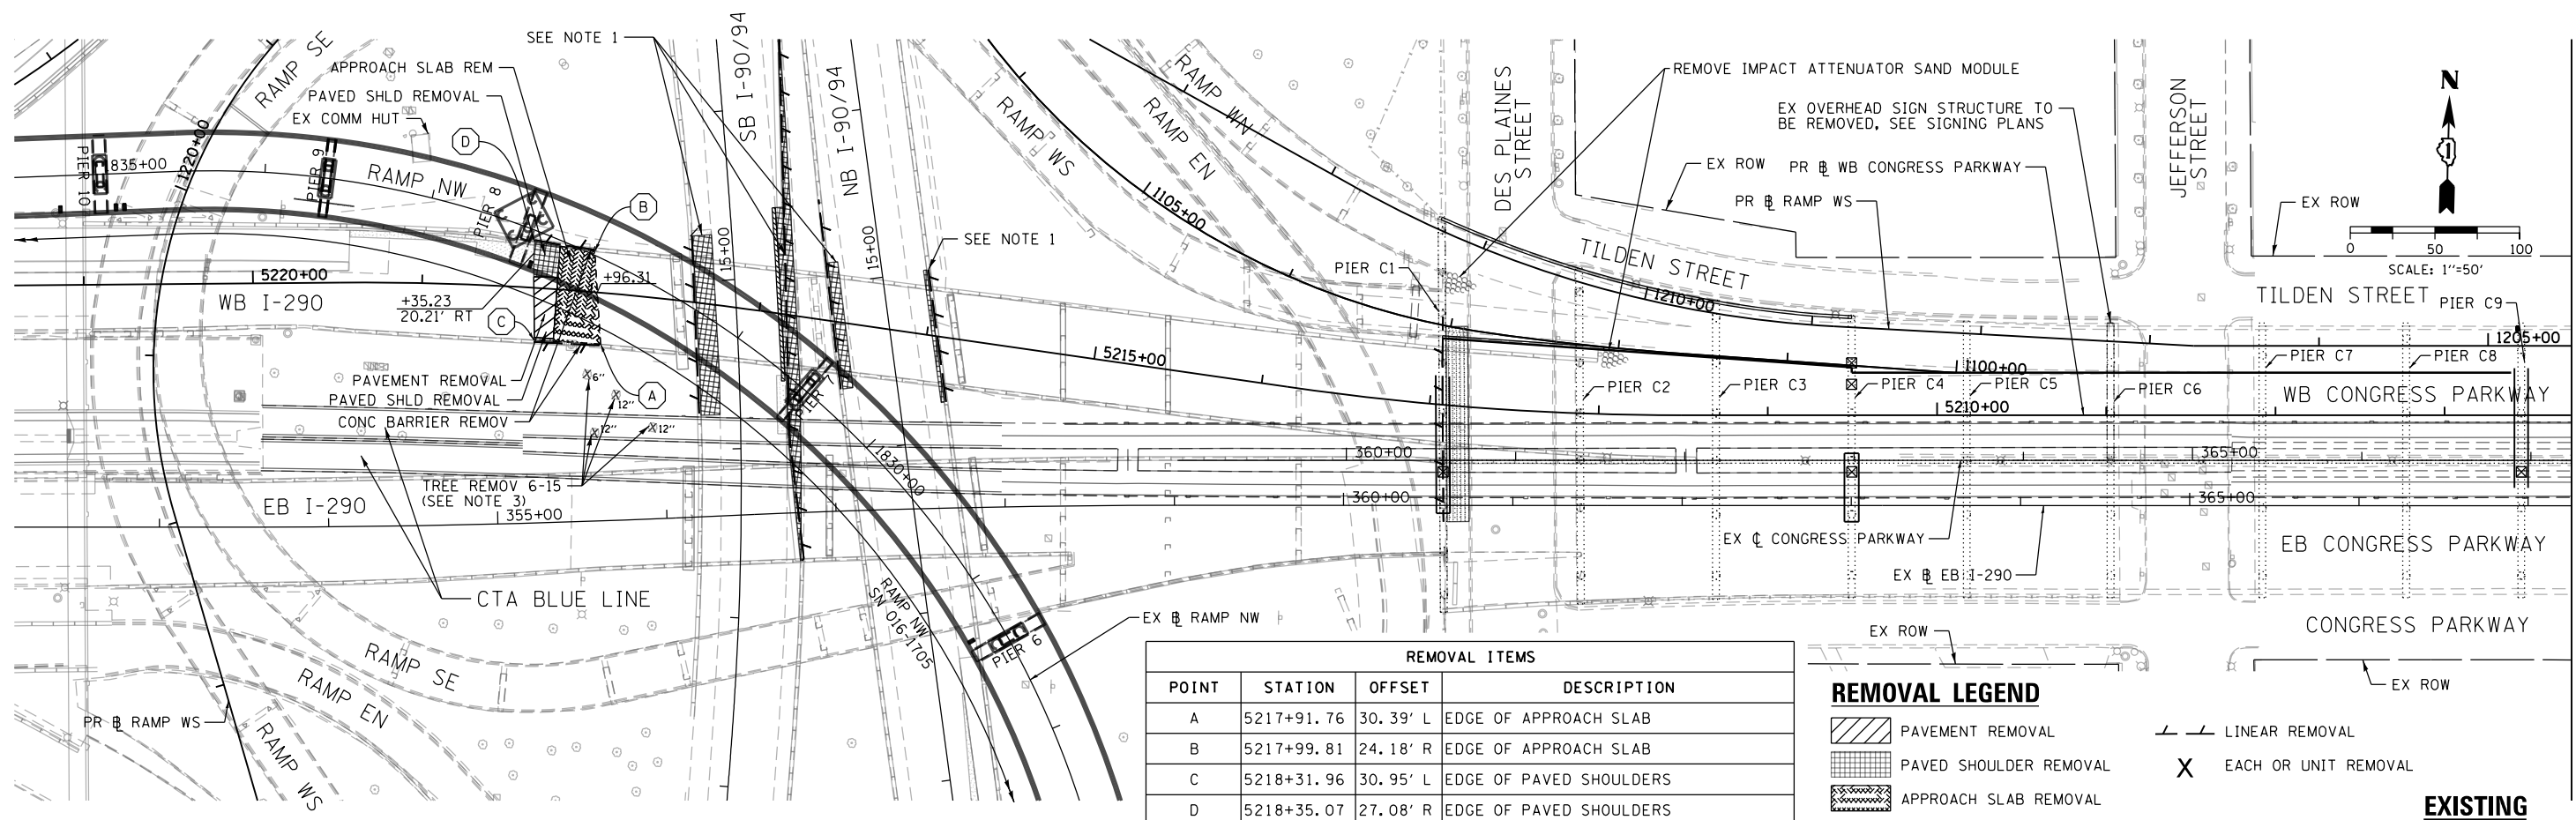 SEE NOTE 1
RAMP SE
APPROACH SLAB REM
PAVED SHLD REMOVAL
EX COMM HUT
D
1220+00
PIER 10
835+00
PIER 9
RAMP NW
PIER 8
B
SB I-90/94
NB I-90/94
15+00
15+00
SEE NOTE 1
5220+00
WB I-290
+35.23
20.21' RT
+96.31
C
PAVEMENT REMOVAL
PAVED SHLD REMOVAL
CONC BARRIER REMOV
6"
12"
12"
12"
A
PIER 7
TREE REMOV 6-15
(SEE NOTE 3)
EB I-290
355+00
CTA BLUE LINE
1830+00
RAMP NW
SN 016-1705
PIER 6
EX B RAMP NW
RAMP SE
RAMP EN
PR B RAMP WS
RAMP WS
RAMP WS
RAMP EN
RAMP WN
1105+00
5215+00
DES PLAINES
STREET
REMOVE IMPACT ATTENUATOR SAND MODULE
EX OVERHEAD SIGN STRUCTURE TO
BE REMOVED, SEE SIGNING PLANS
EX ROW
PR B WB CONGRESS PARKWAY
PR B RAMP WS
JEFFERSON
STREET
N
1
EX ROW
0 50 100
SCALE: 1"=50'
PIER C1
TILDEN STREET
1210+00
TILDEN STREET
PIER C9
1205+00
PIER C2
PIER C3
PIER C4
1100+00
PIER C5
PIER C6
PIER C7
PIER C8
5210+00
WB CONGRESS PARKWAY
360+00
365+00
360+00
365+00
EX C CONGRESS PARKWAY
EX B EB I-290
EB CONGRESS PARKWAY
CONGRESS PARKWAY
EX ROW
EX ROW
REMOVAL ITEMS
POINT STATION OFFSET DESCRIPTION
A 5217+91.76 30.39' L EDGE OF APPROACH SLAB
B 5217+99.81 24.18' R EDGE OF APPROACH SLAB
C 5218+31.96 30.95' L EDGE OF PAVED SHOULDERS
D 5218+35.07 27.08' R EDGE OF PAVED SHOULDERS
REMOVAL LEGEND
PAVEMENT REMOVAL
PAVED SHOULDER REMOVAL
APPROACH SLAB REMOVAL
LINEAR REMOVAL
X EACH OR UNIT REMOVAL
EXISTING